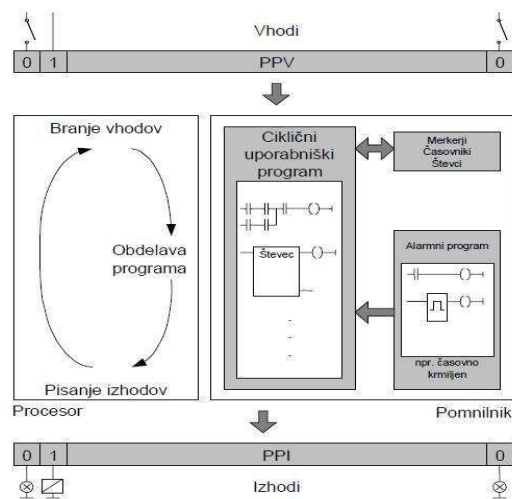 Vhodi
0 1 PPV 0
Branje vhodov
Obdelava
programa
Pisanje izhodov
Procesor
Ciklični
uporabniški
program
Števec
Merkerji
Časovniki
Števci
Alarmni program
npr. časovno
krmiljen
Pomnilnik
0 1 PPI 0
Izhodi